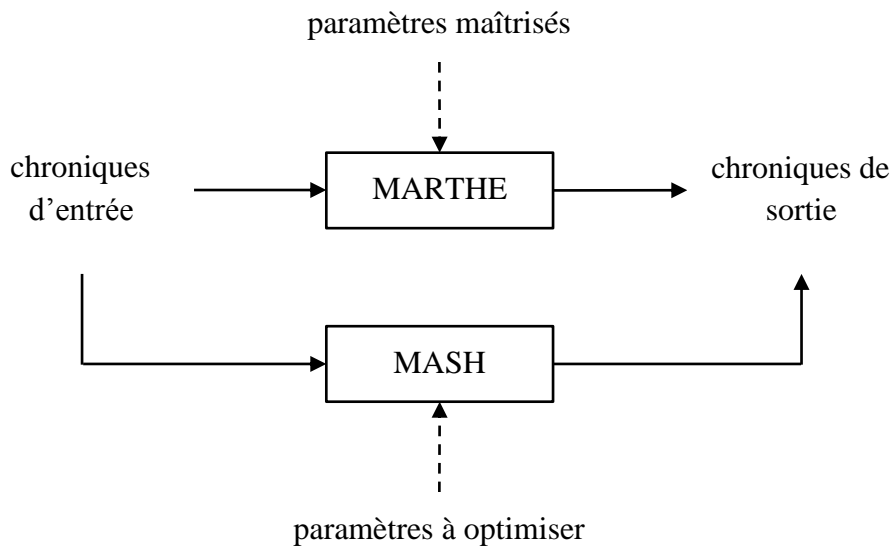 paramètres maîtrisés
chroniques
d’entrée
MARTHE
chroniques de
sortie
MASH
paramètres à optimiser